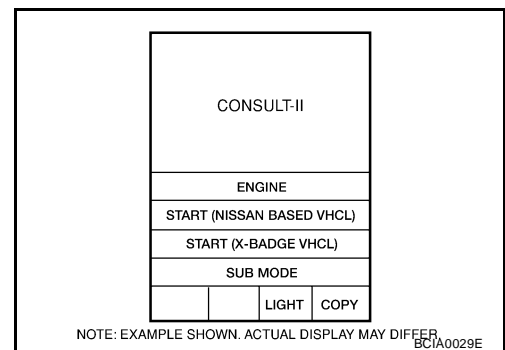 CONSULT-II
ENGINE
START (NISSAN BASED VHCL)
START (X-BADGE VHCL)
SUB MODE
LIGHT COPY
NOTE: EXAMPLE SHOWN. ACTUAL DISPLAY MAY DIFFER
BCIA0029E